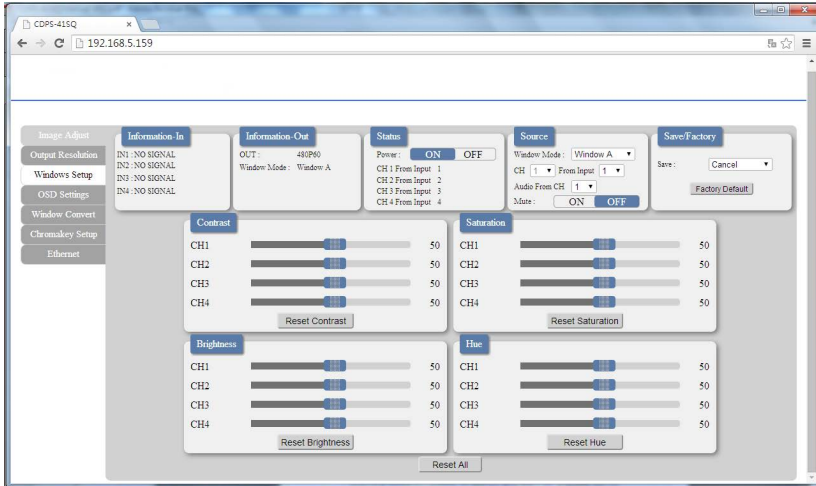 CDPS-41SQ
192.168.5.159
Image Adjust
Output Resolution
Windows Setup
OSD Settings
Window Convert
Chromakey Setup
Ethernet
Information-In
IN1 : NO SIGNAL
IN2 : NO SIGNAL
IN3 : NO SIGNAL
IN4 : NO SIGNAL
Information-Out
OUT : 480P60
Window Mode : Window A
Status
Power : ON OFF
CH 1 From Input 1
CH 2 From Input 2
CH 3 From Input 3
CH 4 From Input 4
Source
Window Mode : Window A
CH 1 From Input 1
Audio From CH 1
Mute : ON OFF
Save/Factory
Save : Cancel
Factory Default
Contrast
CH1 50
CH2 50
CH3 50
CH4 50
Reset Contrast
Saturation
CH1 50
CH2 50
CH3 50
CH4 50
Reset Saturation
Brightness
CH1 50
CH2 50
CH3 50
CH4 50
Reset Brightness
Hue
CH1 50
CH2 50
CH3 50
CH4 50
Reset Hue
Reset All